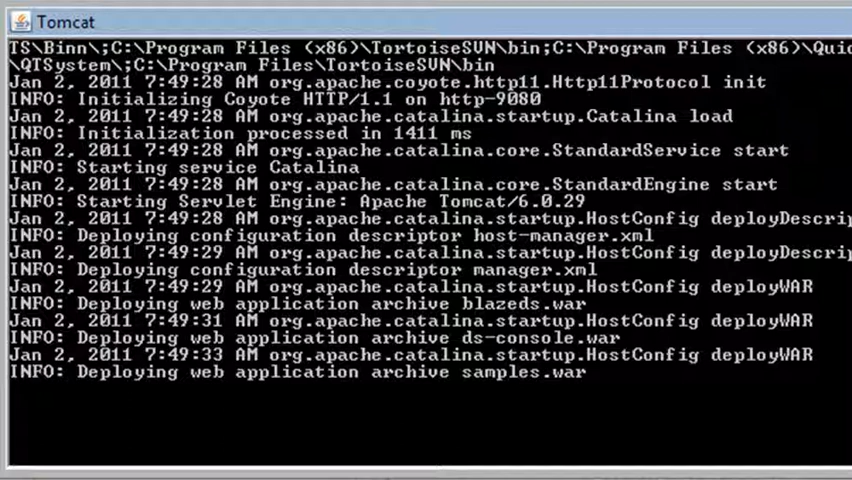 Tomcat
TS\Binn\;C:\Program Files (x86)\TortoiseSVN\bin;C:\Program Files (x86)\Quic
\QTSystem\;C:\Program Files\TortoiseSVN\bin
Jan 2, 2011 7:49:28 AM org.apache.coyote.http11.Http11Protocol init
INFO: Initializing Coyote HTTP/1.1 on http-9080
Jan 2, 2011 7:49:28 AM org.apache.catalina.startup.Catalina load
INFO: Initialization processed in 1411 ms
Jan 2, 2011 7:49:28 AM org.apache.catalina.core.StandardService start
INFO: Starting service Catalina
Jan 2, 2011 7:49:28 AM org.apache.catalina.core.StandardEngine start
INFO: Starting Servlet Engine: Apache Tomcat/6.0.29
Jan 2, 2011 7:49:28 AM org.apache.catalina.startup.HostConfig deployDescrip
INFO: Deploying configuration descriptor host-manager.xml
Jan 2, 2011 7:49:29 AM org.apache.catalina.startup.HostConfig deployDescrip
INFO: Deploying configuration descriptor manager.xml
Jan 2, 2011 7:49:29 AM org.apache.catalina.startup.HostConfig deployWAR
INFO: Deploying web application archive blazeds.war
Jan 2, 2011 7:49:31 AM org.apache.catalina.startup.HostConfig deployWAR
INFO: Deploying web application archive ds-console.war
Jan 2, 2011 7:49:33 AM org.apache.catalina.startup.HostConfig deployWAR
INFO: Deploying web application archive samples.war